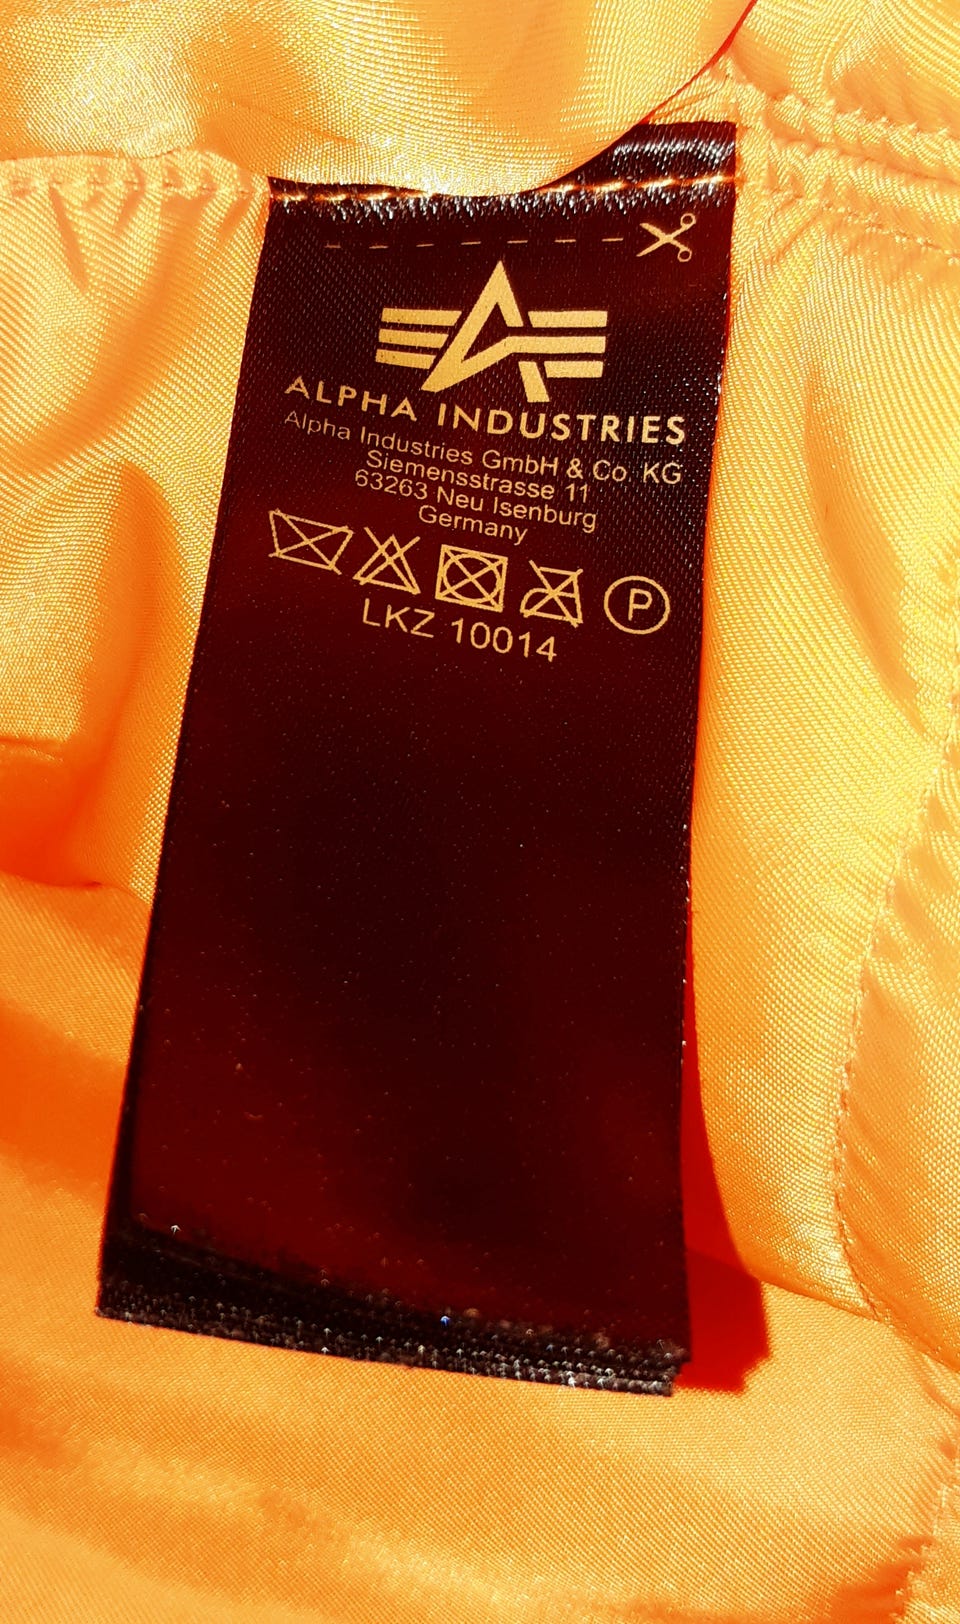 ALPHA INDUSTRIES
Alpha Industries GmbH & Co. KG
Siemensstrasse 11
63263 Neu Isenburg
Germany
P
LKZ 10014